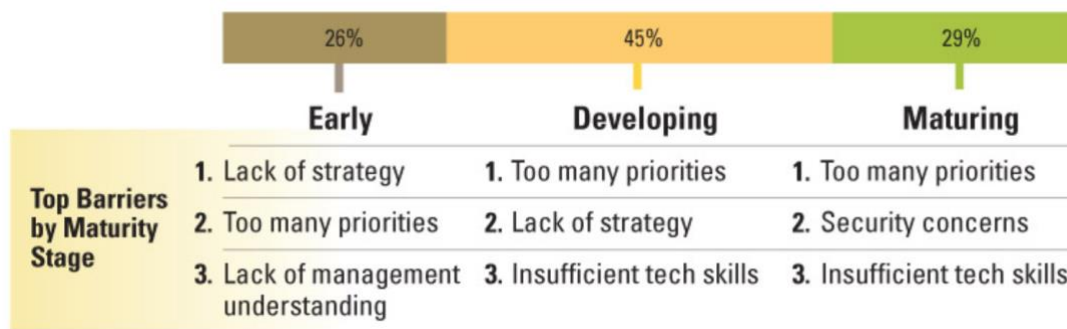 26% 45% 29%
Early Developing Maturing
Top Barriers
by Maturity
Stage
1. Lack of strategy 1. Too many priorities 1. Too many priorities
2. Too many priorities 2. Lack of strategy 2. Security concerns
3. Lack of management 3. Insufficient tech skills 3. Insufficient tech skills
understanding